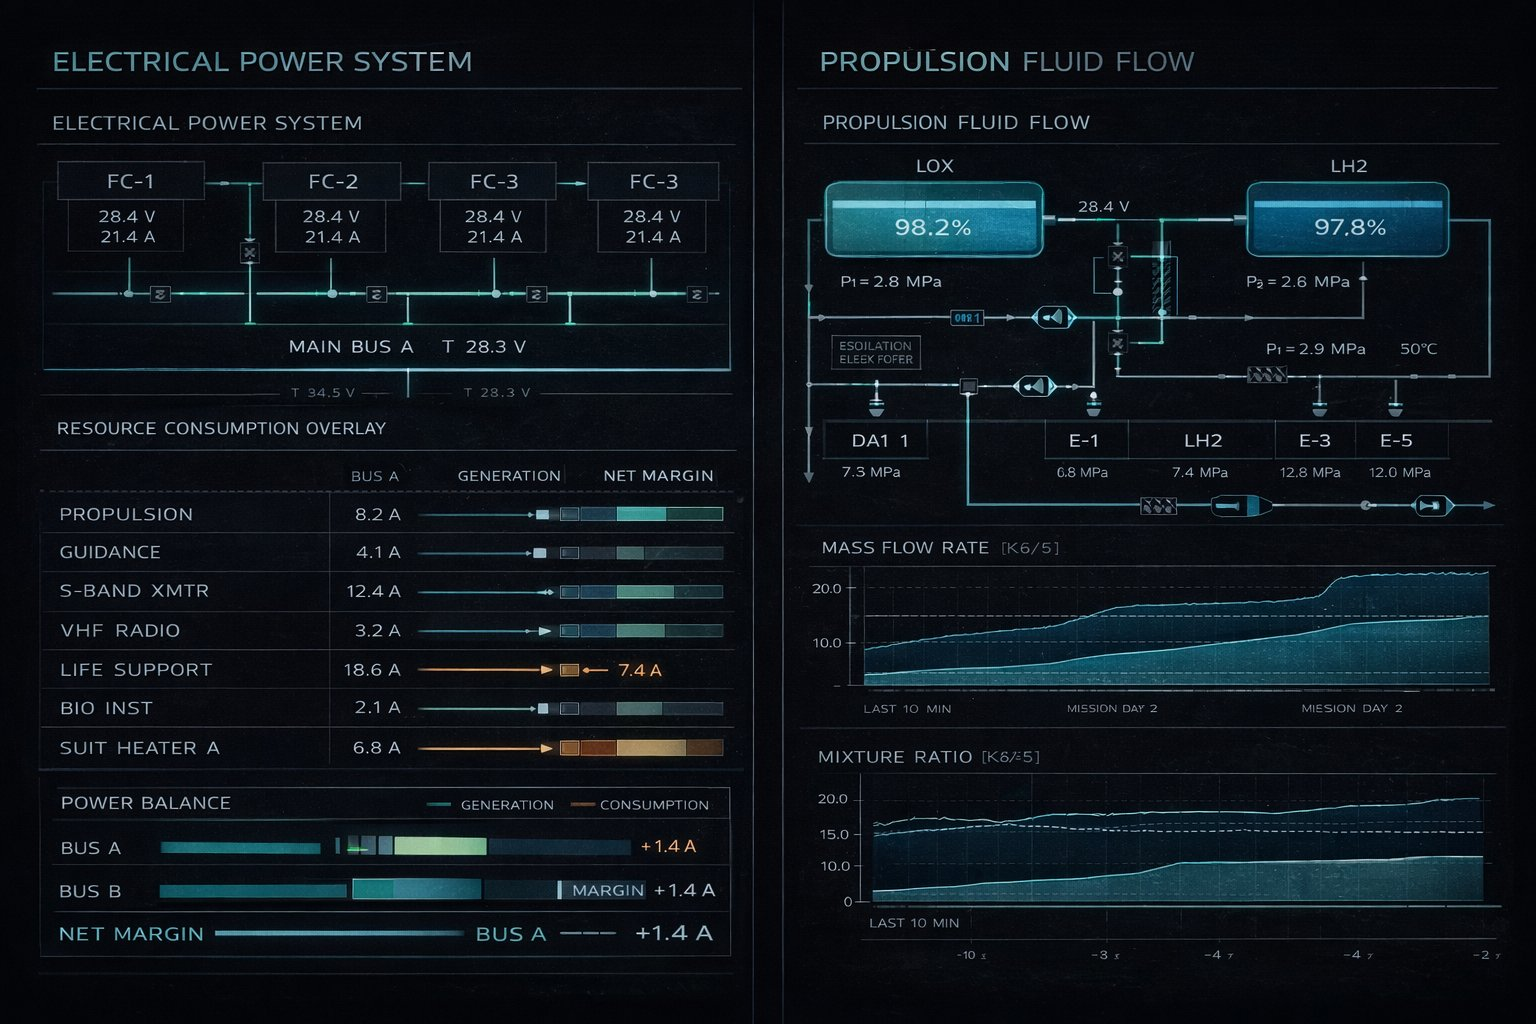 ELECTRICAL POWER SYSTEM
ELECTRICAL POWER SYSTEM
FC-1 FC-2 FC-3 FC-3
28.4 V 28.4 V 28.4 V 28.4 V
21.4 A 21.4 A 21.4 A 21.4 A
MAIN BUS A T 28.3 V
T 34.5 V T 28.3 V
RESOURCE CONSUMPTION OVERLAY
BUS A GENERATION NET MARGIN
PROPULSION 8.2 A
GUIDANCE 4.1 A
S-BAND XMTR 12.4 A
VHF RADIO 3.2 A
LIFE SUPPORT 18.6 A 7.4 A
BIO INST 2.1 A
SUIT HEATER A 6.8 A
POWER BALANCE GENERATION CONSUMPTION
BUS A +1.4 A
BUS B MARGIN +1.4 A
NET MARGIN BUS A +1.4 A
PROPULSION FLUID FLOW
PROPULSION FLUID FLOW
LOX LH2
98.2% 28.4 V 97.8%
P1 = 2.8 MPa P2 = 2.6 MPa
ESOILATION
ELEEK FOFER
P1 = 2.9 MPa 50°C
DA1 1 E-1 LH2 E-3 E-5
7.3 MPa 6.8 MPa 7.4 MPa 12.8 MPa 12.0 MPa
MASS FLOW RATE [K6/5]
20.0
10.0
LAST 10 MIN MISSION DAY 2 MIESION DAY 2
MIXTURE RATIO
20.0
15.0
10.0
0
LAST 10 MIN
-10 -3 -4 -4 -2